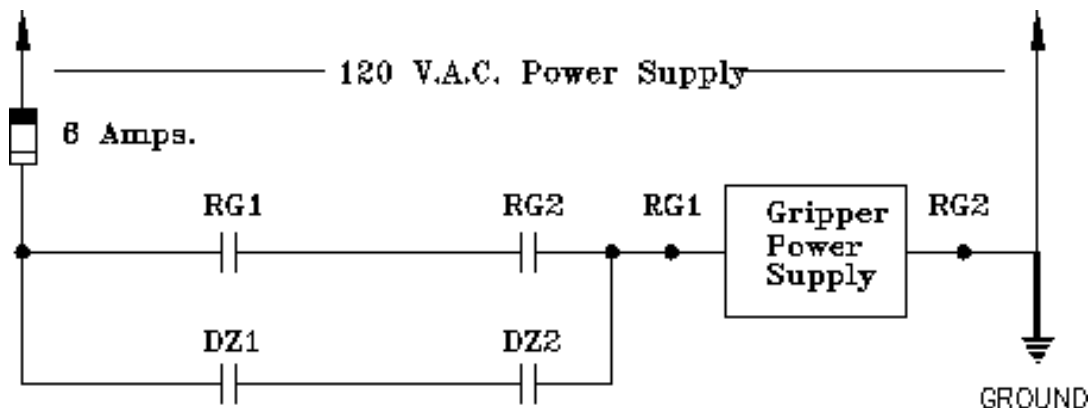 120 V.A.C. Power Supply
6 Amps.
RG1
RG2
RG1
Gripper
Power
Supply
RG2
DZ1
DZ2
GROUND